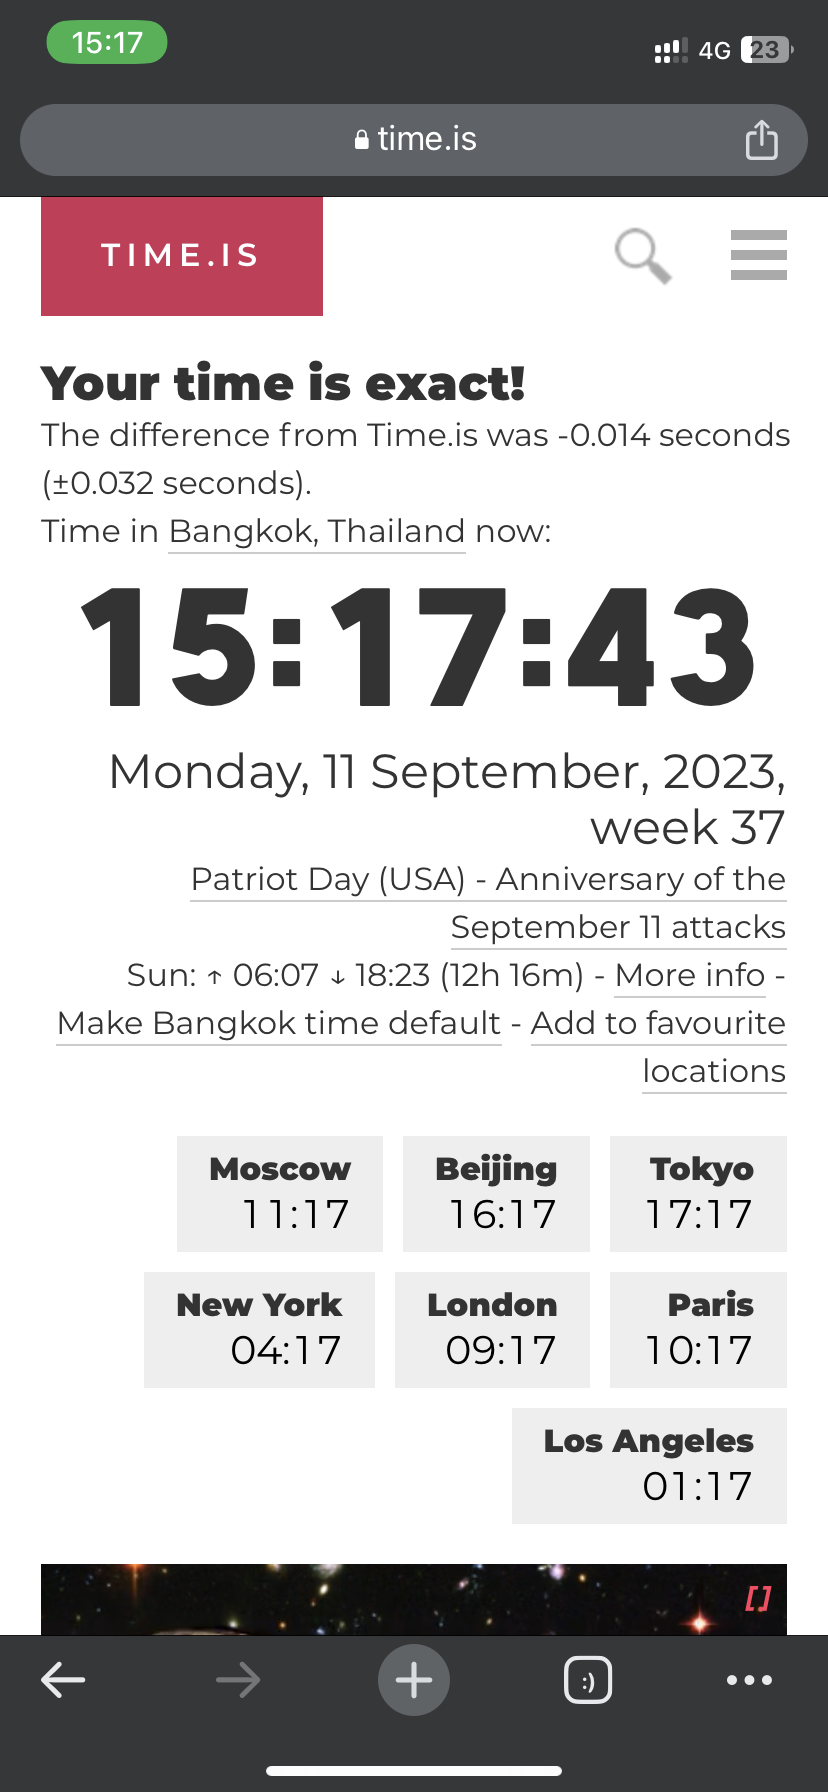 15:17
4G 23
time.is
TIME.IS
Your time is exact!
The difference from Time.is was -0.014 seconds
(±0.032 seconds).
Time in Bangkok, Thailand now:
15:17:43
Monday, 11 September, 2023,
week 37
Patriot Day (USA) - Anniversary of the
September 11 attacks
Sun: ↑ 06:07 ↓ 18:23 (12h 16m) - More info -
Make Bangkok time default - Add to favourite
locations
Moscow Beijing Tokyo
11:17 16:17 17:17
New York London Paris
04:17 09:17 10:17
Los Angeles
01:17
[]
:)